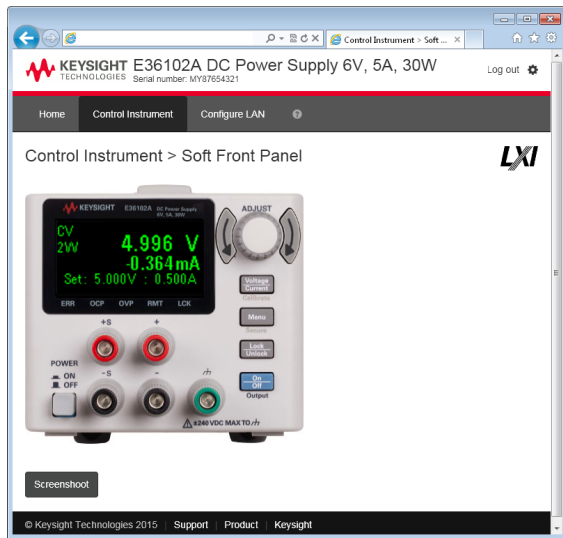 Control Instrument > Soft ...
KEYSIGHT TECHNOLOGIES
E36102A DC Power Supply 6V, 5A, 30W
Serial number: MY87654321
Log out
Home Control Instrument Configure LAN ?
Control Instrument > Soft Front Panel
LXI
KEYSIGHT E36102A DC Power Supply
6V, 5A, 30W
ADJUST
CV
2W 4.996 V
-0.364mA
Set: 5.000V : 0.500A
ERR OCP OVP RMT LCK
Voltage
Current
Calibrate
Menu
Secure
Lock
Unlock
On
Off
Output
+S +
POWER
ON
OFF
-S -
±240 VDC MAX TO
Screenshoot
© Keysight Technologies 2015 | Support | Product | Keysight